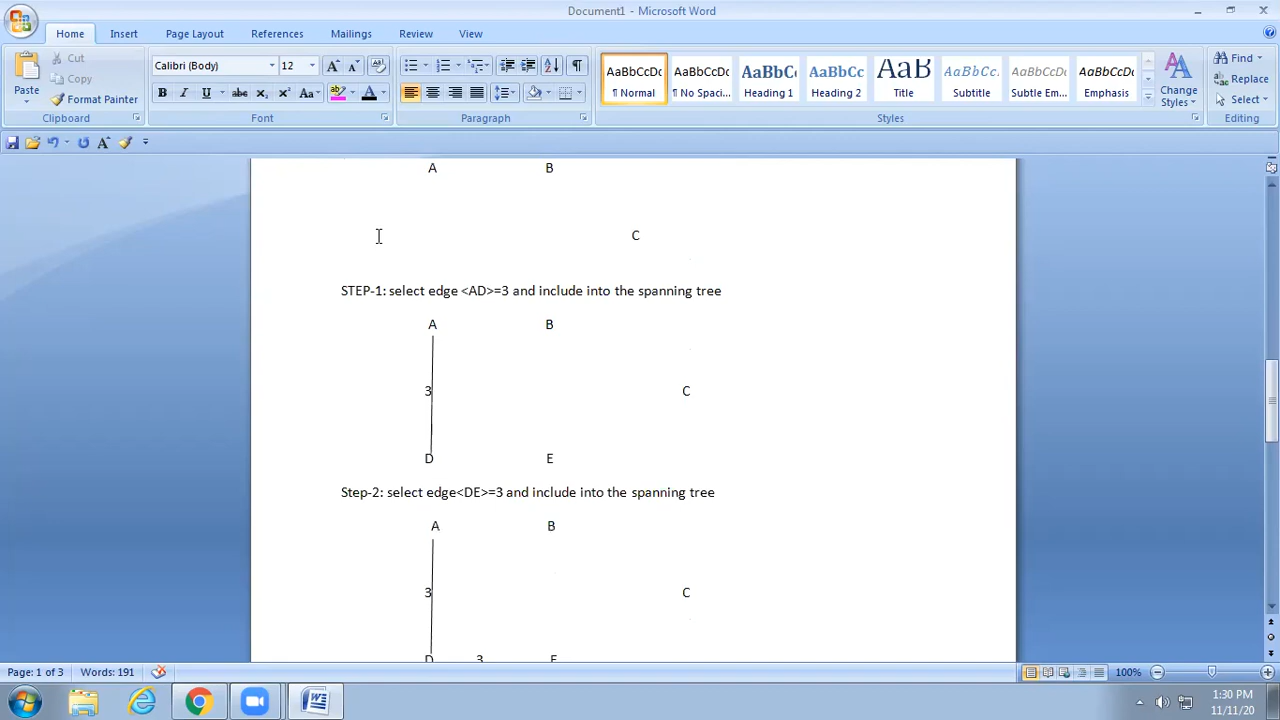 Document1 - Microsoft Word
Home Insert Page Layout References Mailings Review View
Paste
Cut
Copy
Format Painter
Clipboard
Calibri (Body) 12
Font
Paragraph
AaBbCcDc AaBbCcDc AaBbCc AaBbCc AaB AaBbCc. AaBbCcDc AaBbCcDc
¶ Normal ¶ No Spaci... Heading 1 Heading 2 Title Subtitle Subtle Em... Emphasis
Change Styles
Styles
Find
Replace
Select
Editing
A B
C
STEP-1: select edge <AD>=3 and include into the spanning tree
A B
3 C
D E
Step-2: select edge<DE>=3 and include into the spanning tree
A B
3 C
D 3 E
Page: 1 of 3 Words: 191 100%
1:30 PM
11/11/20